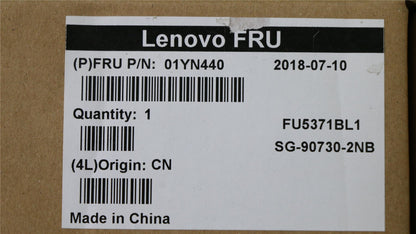 Lenovo FRU
(P)FRU P/N: 01YN440 2018-07-10
Quantity: 1
FU5371BL1
SG-90730-2NB
(4L)Origin: CN
Made in China